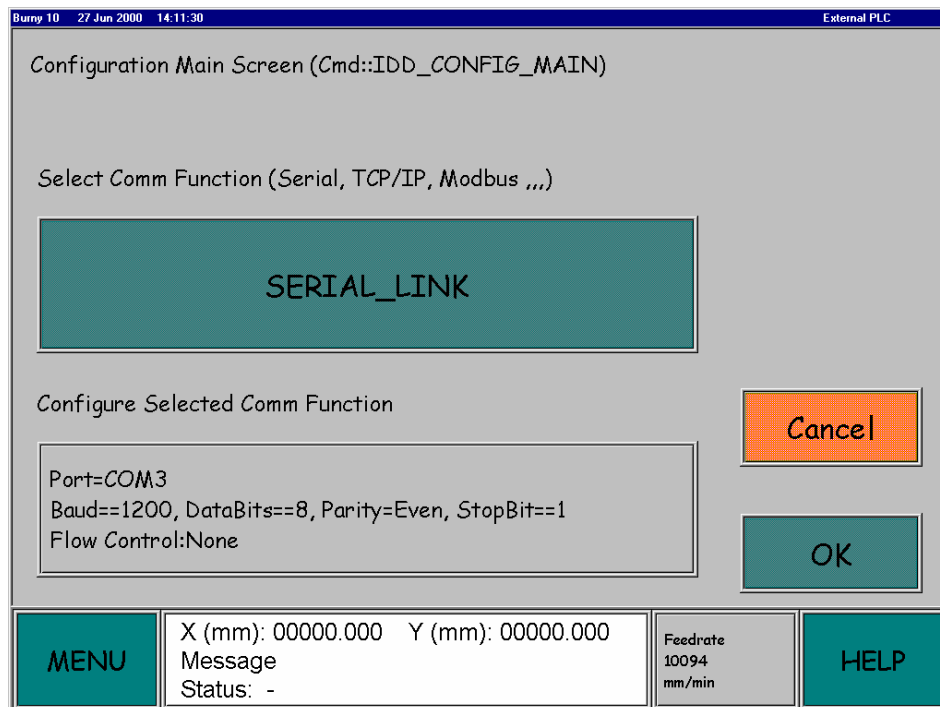 Burny 10 27 Jun 2000 14:11:30 External PLC
Configuration Main Screen (Cmd::IDD_CONFIG_MAIN)
Select Comm Function (Serial, TCP/IP, Modbus ,,,)
SERIAL_LINK
Configure Selected Comm Function
Cancel
Port=COM3
Baud==1200, DataBits==8, Parity=Even, StopBit==1
Flow Control:None
OK
MENU
X (mm): 00000.000 Y (mm): 00000.000
Message
Status: -
Feedrate
10094
mm/min
HELP